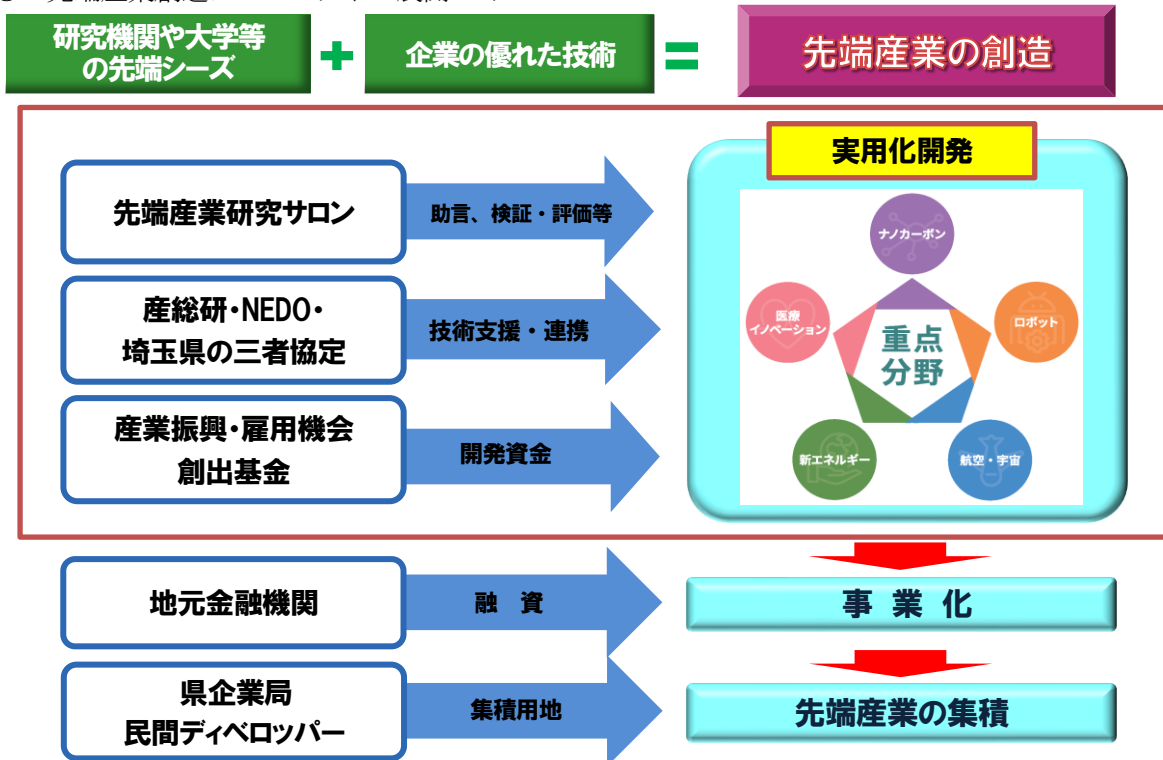 研究機関や大学等
の先端シーズ
+
企業の優れた技術
=
先端産業の創造
実用化開発
先端産業研究サロン
助言、検証・評価等
産総研・NEDO・
埼玉県の三者協定
技術支援・連携
産業振興・雇用機会
創出基金
開発資金
ナノカーボン
医療
イノベーション
ロボット
重点
分野
新エネルギー
航空・宇宙
地元金融機関
融 資
事 業 化
県企業局
民間ディベロッパー
集積用地
先端産業の集積